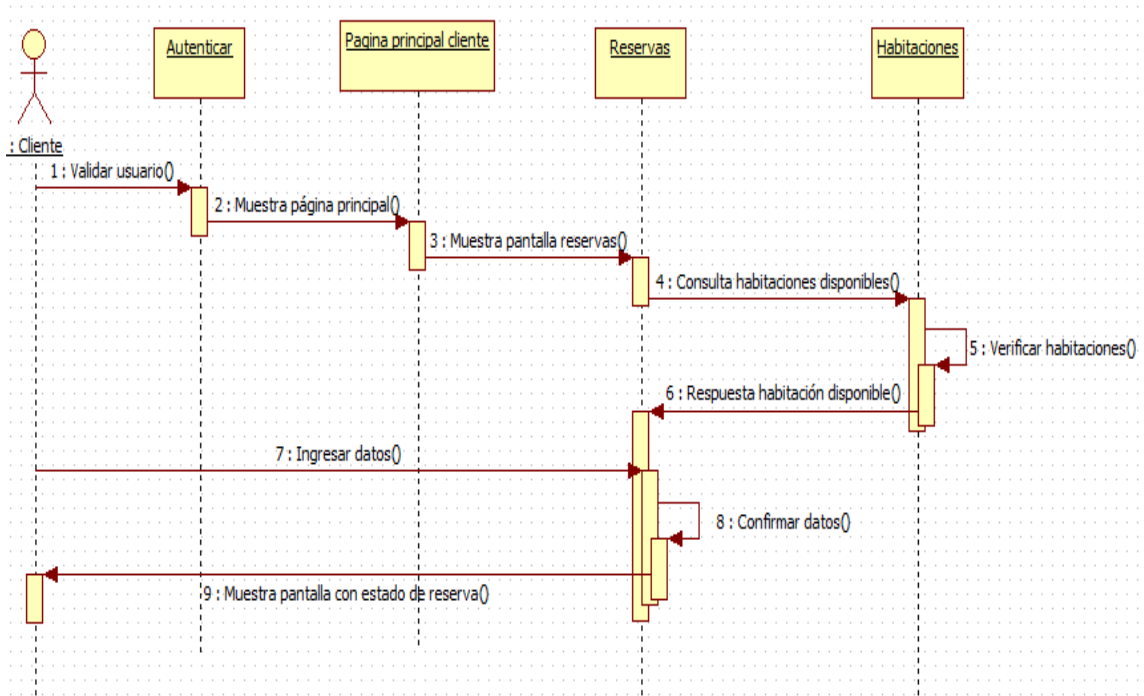 Autenticar
Pagina principal cliente
Reservas
Habitaciones
: Cliente
1 : Validar usuario()
2 : Muestra página principal()
3 : Muestra pantalla reservas()
4 : Consulta habitaciones disponibles()
5 : Verificar habitaciones()
6 : Respuesta habitación disponible()
7 : Ingresar datos()
8 : Confirmar datos()
9 : Muestra pantalla con estado de reserva()